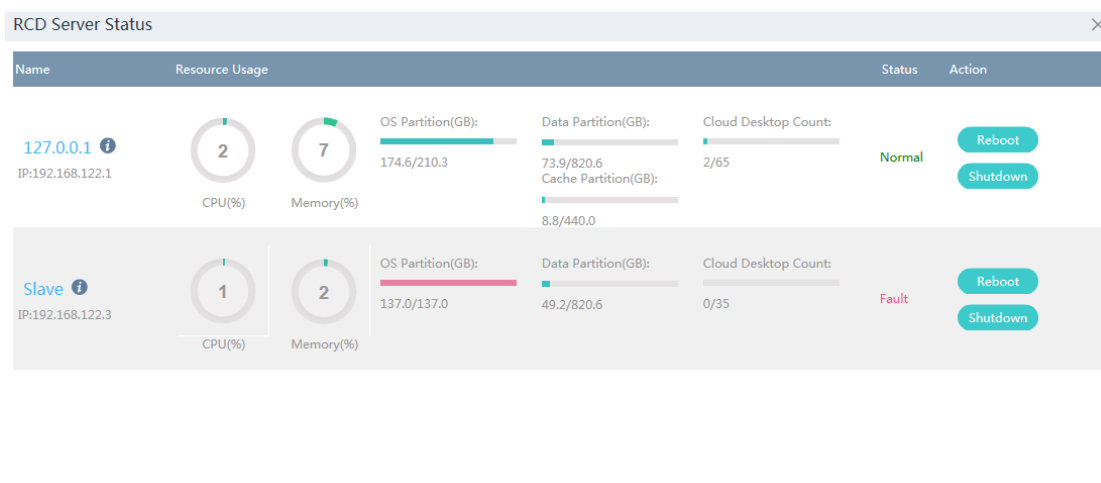 RCD Server Status
Name Resource Usage Status Action
127.0.0.1
IP:192.168.122.1
2
CPU(%)
7
Memory(%)
OS Partition(GB):
174.6/210.3
Data Partition(GB):
73.9/820.6
Cache Partition(GB):
8.8/440.0
Cloud Desktop Count:
2/65
Normal
Reboot
Shutdown
Slave
IP:192.168.122.3
1
CPU(%)
2
Memory(%)
OS Partition(GB):
137.0/137.0
Data Partition(GB):
49.2/820.6
Cloud Desktop Count:
0/35
Fault
Reboot
Shutdown